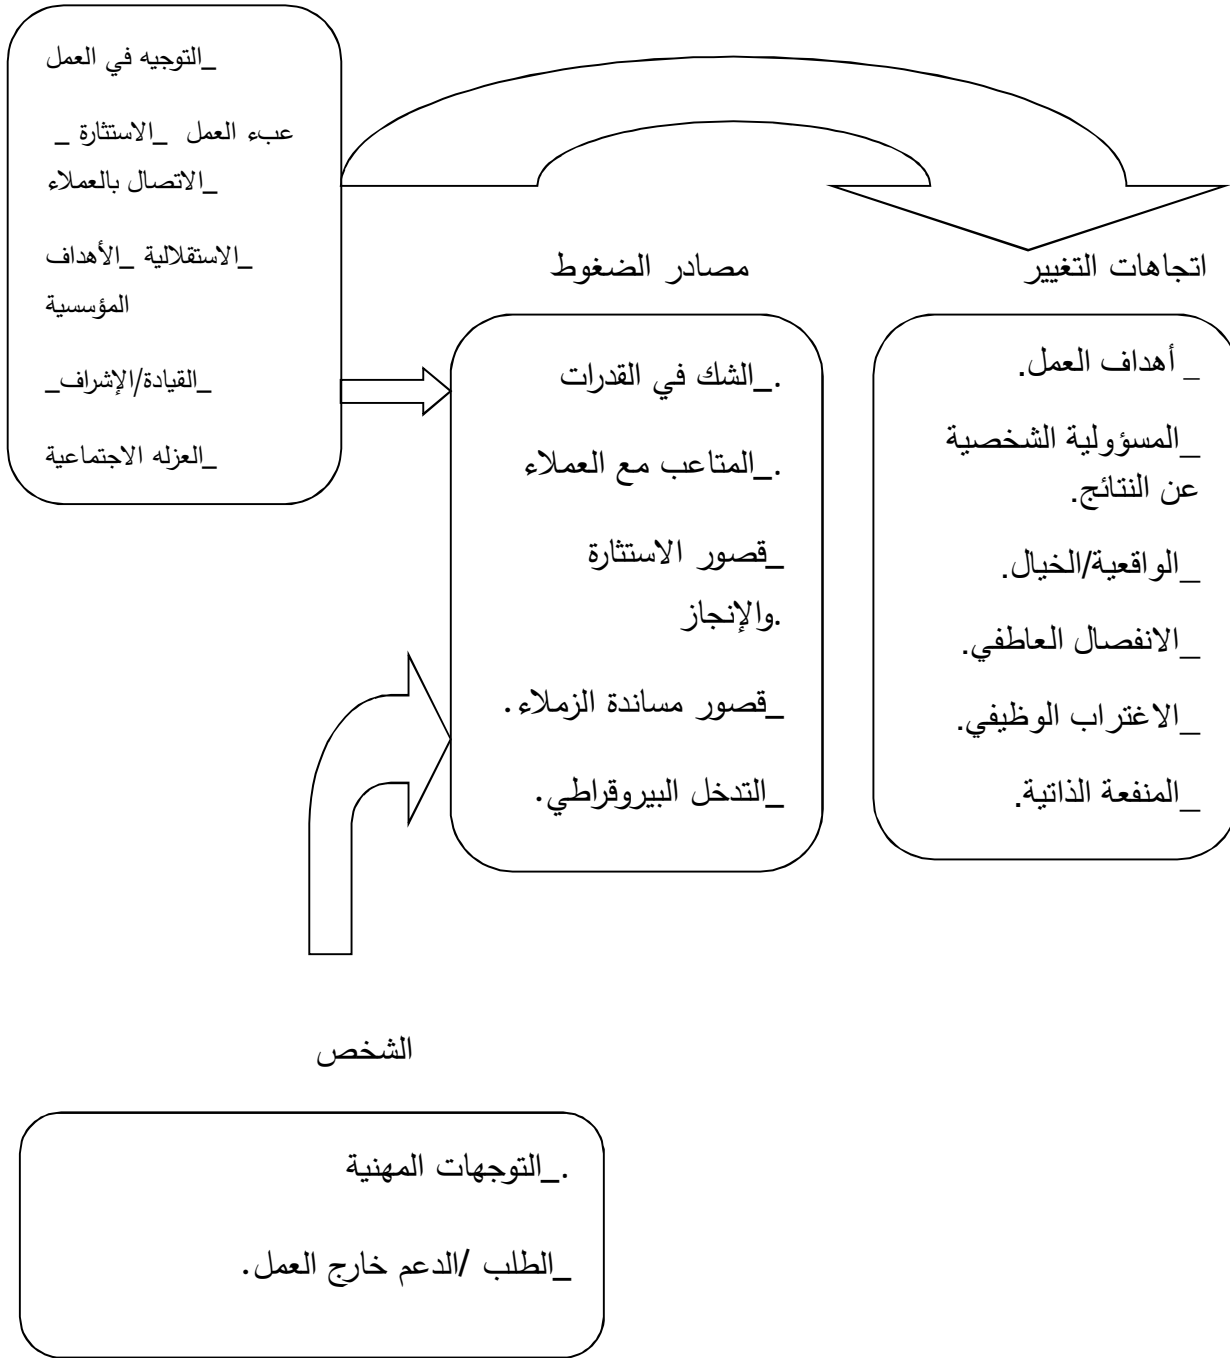 _التوجيه في العمل
عبء العمل _الاستثارة _
_الاتصال بالعملاء
_الاستقلالية _الأهداف
المؤسسية
_القيادة/الإشراف_
_العزله الاجتماعية
مصادر الضغوط
._الشك في القدرات
._المتاعب مع العملاء
_قصور الاستثارة
.والإنجاز
_قصور مساندة الزملاء.
_التدخل البيروقراطي.
اتجاهات التغيير
_ أهداف العمل.
_المسؤولية الشخصية
عن النتائج.
_الواقعية/الخيال.
_الانفصال العاطفي.
_الاغتراب الوظيفي.
_المنفعة الذاتية.
الشخص
._التوجهات المهنية
_الطلب /الدعم خارج العمل.